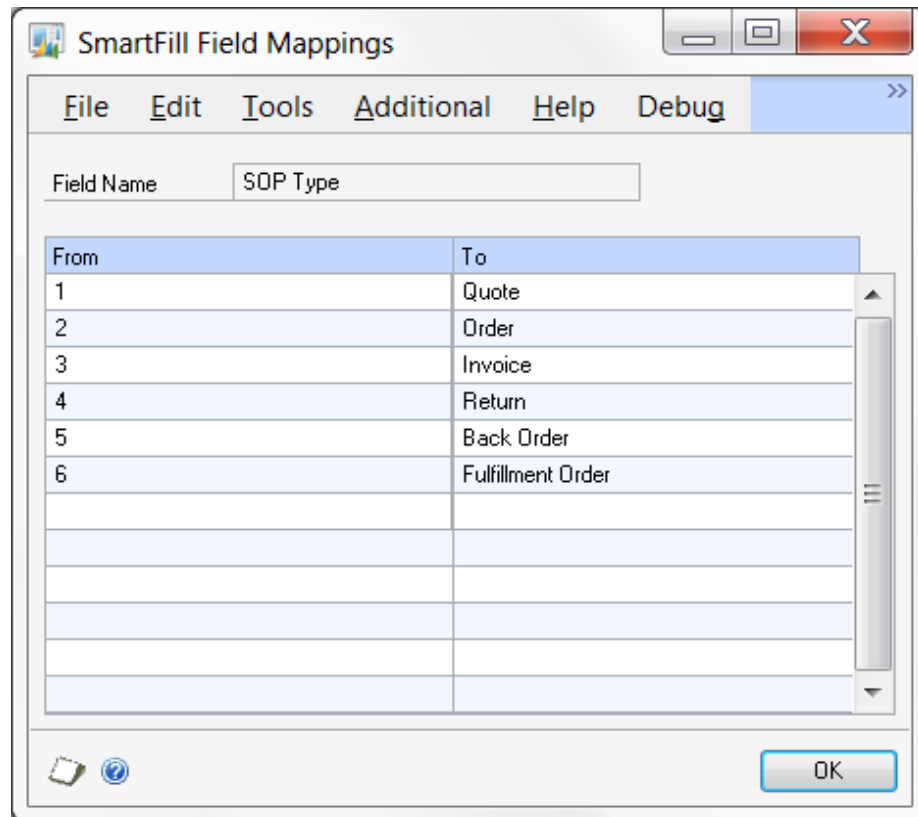 SmartFill Field Mappings
File Edit Tools Additional Help Debug »
Field Name SOP Type
From To
1 Quote
2 Order
3 Invoice
4 Return
5 Back Order
6 Fulfillment Order
OK